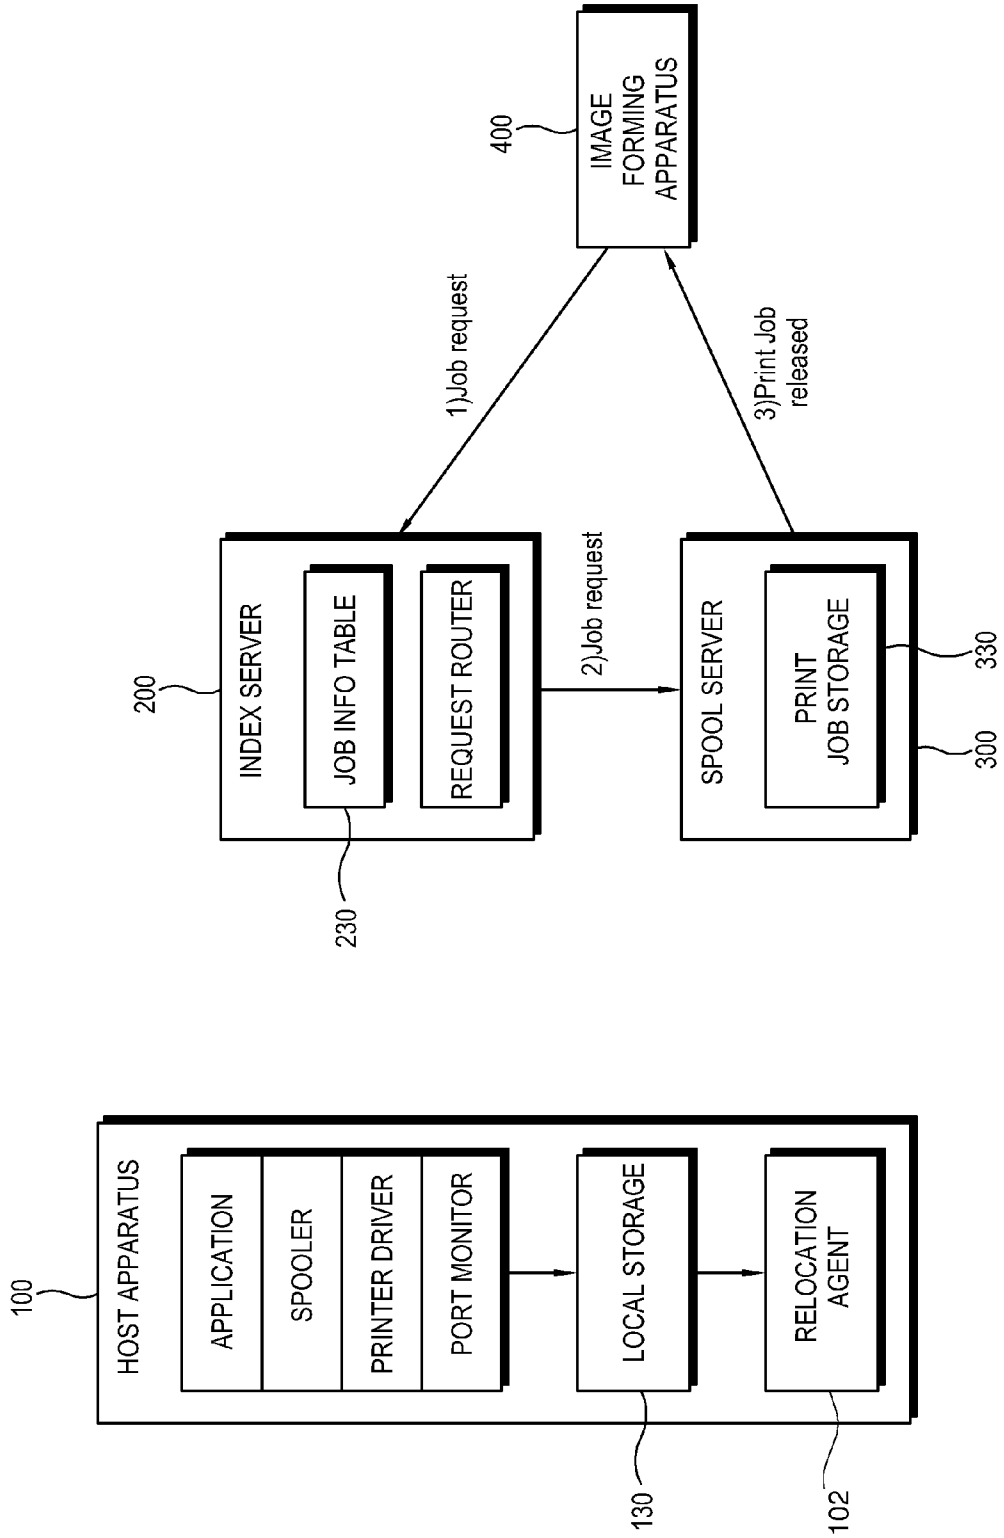 100
HOST APPARATUS
APPLICATION
SPOOLER
PRINTER DRIVER
PORT MONITOR
LOCAL STORAGE
130
RELOCATION
AGENT
102
200
INDEX SERVER
JOB INFO TABLE
230
REQUEST ROUTER
1)Job request
2)Job request
SPOOL SERVER
PRINT
JOB STORAGE
330
300
3)Print Job
released
400
IMAGE
FORMING
APPARATUS